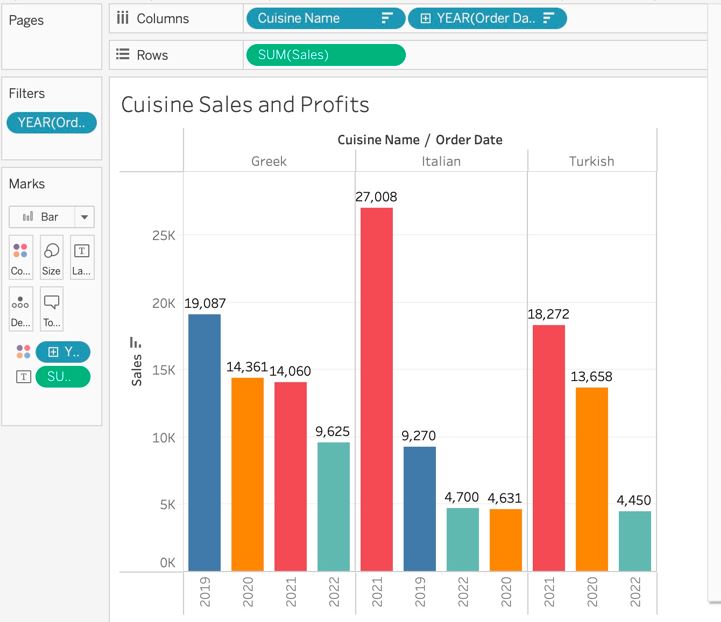 Pages
Columns
Cuisine Name
YEAR(Order Da..
Rows
SUM(Sales)
Filters
YEAR(Ord..
Marks
Bar
Co...
Size
T
La...
De...
To...
Y..
T
SU..
Cuisine Sales and Profits
Cuisine Name / Order Date
Greek
Italian
Turkish
Sales
25K
20K
15K
10K
5K
0K
19,087
14,361
14,060
9,625
27,008
9,270
4,700
4,631
18,272
13,658
4,450
2019
2020
2021
2022
2021
2019
2022
2020
2021
2020
2022